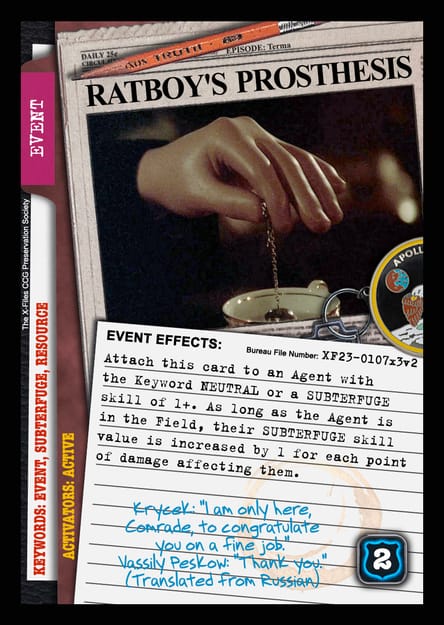 DAILY 25¢
EPISODE: Terma
RATBOY'S PROSTHESIS
EVENT
The X-Files CCG Preservation Society
KEYWORDS: EVENT, SUBTERFUGE, RESOURCE
ACTIVATORS: ACTIVE
APOLL
EVENT EFFECTS:
Bureau File Number: XF23-0107x3v2
Attach this card to an Agent with
the Keyword NEUTRAL or a SUBTERFUGE
skill of 1+. As long as the Agent is
in the Field, their SUBTERFUGE skill
value is increased by 1 for each point
of damage affecting them.
Krycek: "I am only here,
Comrade, to congratulate
you on a fine job."
Vassily Peskow: "Thank you."
(Translated from Russian)
2